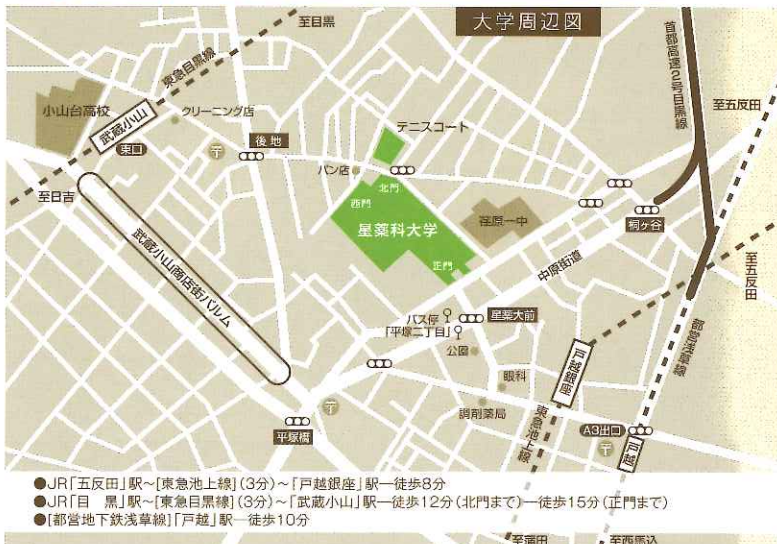 大学周辺図
至目黒
東急目黒線
首都高速2号目黒線
至五反田
小山台高校
武蔵小山
東口
クリーニング店
後地
テニスコート
パン店
北門
西門
星薬科大学
正門
荏原一中
桐ヶ谷
中原街道
至五反田
至日吉
武蔵小山商店街パルム
バス停
「平塚二丁目」
星薬大前
公園
眼科
調剤薬局
戸越銀座
都営浅草線
東急池上線
A3出口
戸越
平塚橋
●JR「五反田」駅〜[東急池上線](3分)〜「戸越銀座」駅―徒歩8分
●JR「目　黒」駅〜[東急目黒線](3分)〜「武蔵小山」駅―徒歩12分(北門まで)―徒歩15分(正門まで)
●[都営地下鉄浅草線]「戸越」駅―徒歩10分
至蒲田
至西馬込